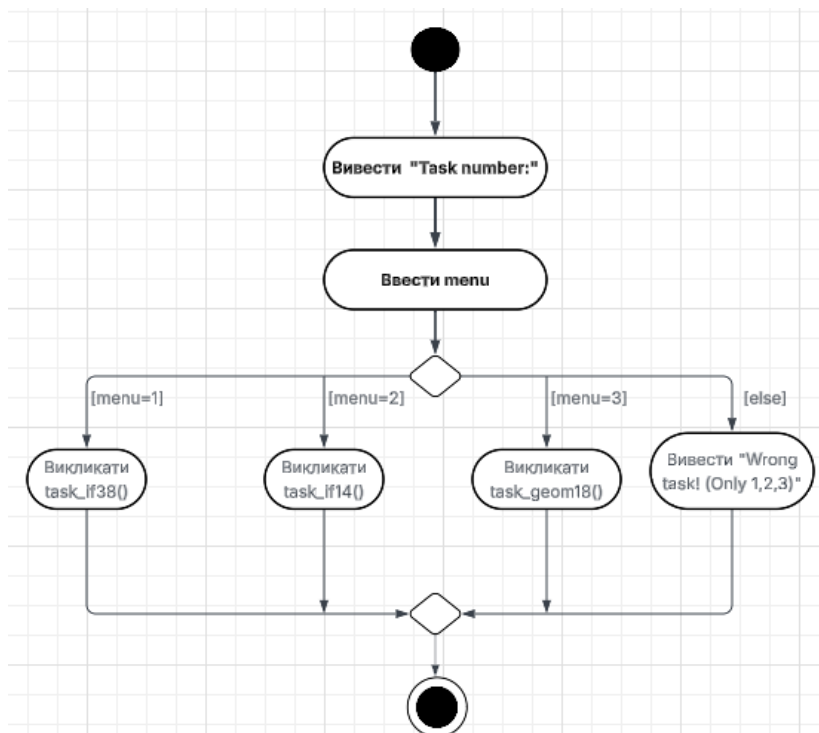 Вивести "Task number:"
Ввести menu
[menu=1]
[menu=2]
[menu=3]
[else]
Викликати
task_if38()
Викликати
task_if14()
Викликати
task_geom18()
Вивести "Wrong
task! (Only 1,2,3)"